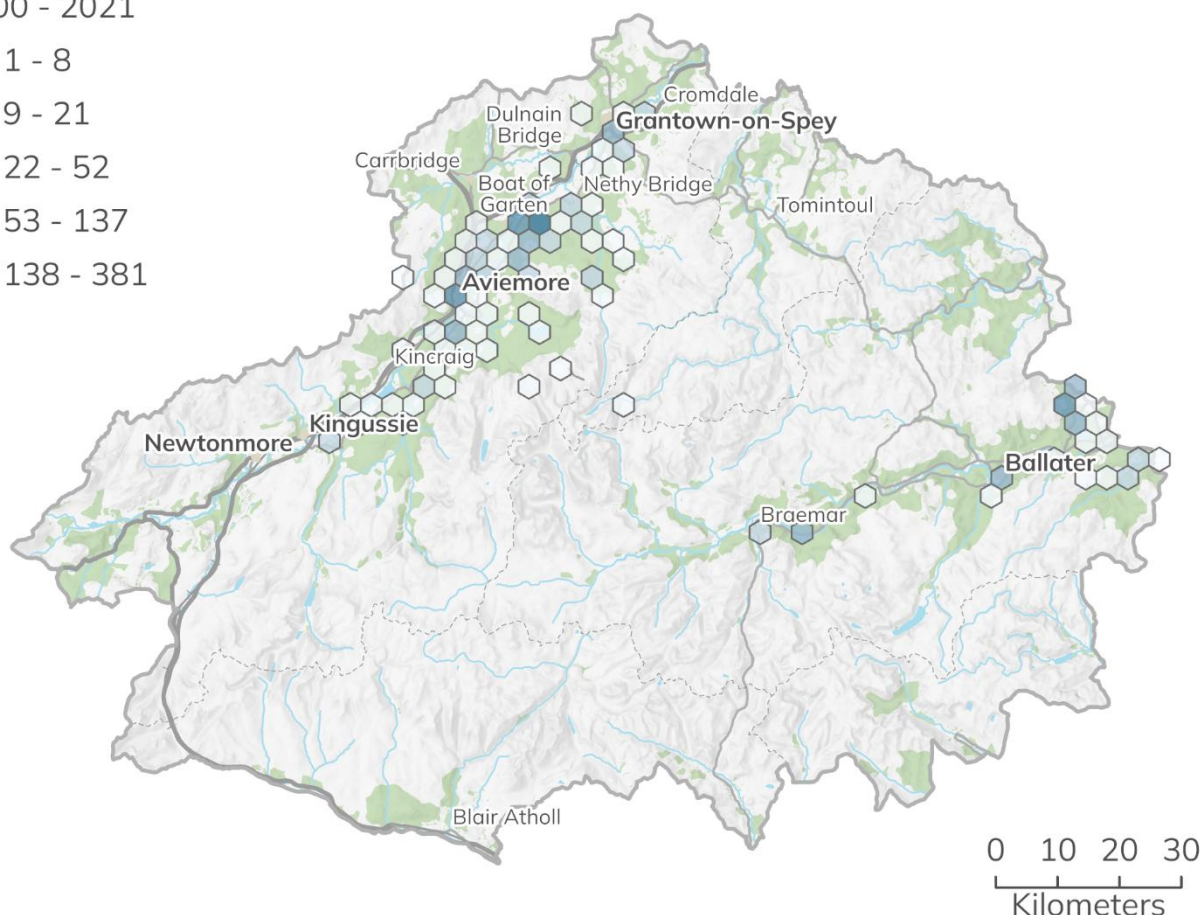 00 - 2021
1 - 8
9 - 21
22 - 52
53 - 137
138 - 381
Cromdale
Dulnain
Bridge
Grantown-on-Spey
Carrbridge
Boat of
Garten
Nethy Bridge
Tomintoul
Aviemore
Kincraig
Kingussie
Newtonmore
Ballater
Braemar
Blair Atholl
0 10 20 30
Kilometers